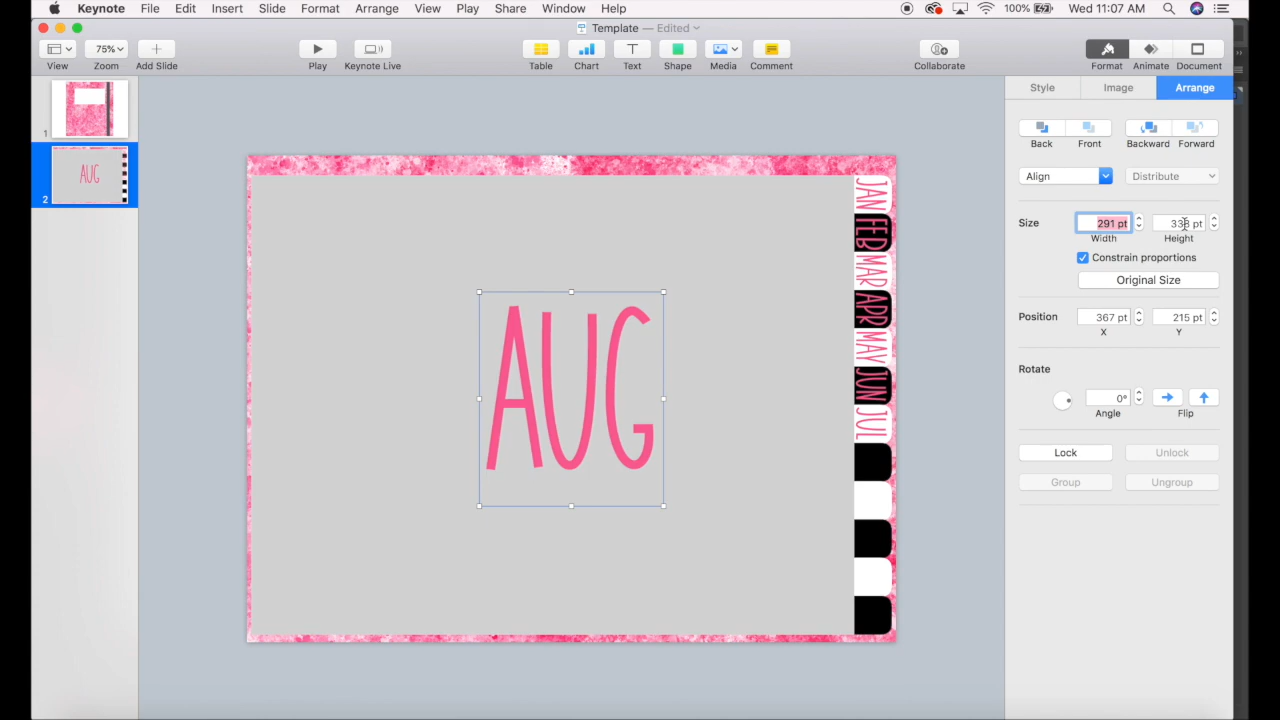 Keynote File Edit Insert Slide Format Arrange View Play Share Window Help 100% Wed 11:07 AM
Template — Edited
75%
View Zoom Add Slide Play Keynote Live Table Chart Text Shape Media Comment Collaborate Format Animate Document
Style Image Arrange
1
Back Front Backward Forward
Align Distribute
AUG
2
Size 291 pt 338 pt
Width Height
Constrain proportions
Original Size
Position 367 pt 215 pt
X Y
Rotate
0°
Angle Flip
Lock Unlock
Group Ungroup
AUG
JAN
FEB
MAR
APR
MAY
JUN
JUL